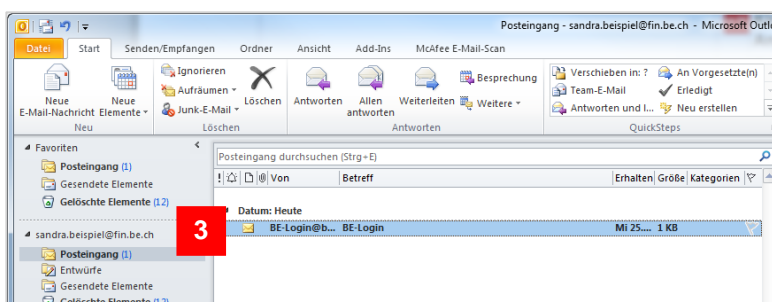 Posteingang - sandra.beispiel@fin.be.ch - Microsoft Outl
Datei Start Senden/Empfangen Ordner Ansicht Add-Ins McAfee E-Mail-Scan
Neue E-Mail-Nachricht
Neue Elemente
Neu
Ignorieren
Aufräumen
Junk-E-Mail
Löschen
Löschen
Antworten
Allen antworten
Weiterleiten
Besprechung
Weitere
Antworten
Verschieben in: ?
Team-E-Mail
Antworten und l...
An Vorgesetzte(n)
Erledigt
Neu erstellen
QuickSteps
Favoriten
Posteingang (1)
Gesendete Elemente
Gelöschte Elemente (12)
sandra.beispiel@fin.be.ch
Posteingang (1)
Entwürfe
Gesendete Elemente
Gelöschte Elemente (12)
Posteingang durchsuchen (Strg+E)
! Von Betreff Erhalten Größe Kategorien
Datum: Heute
3
BE-Login@b... BE-Login Mi 25.... 1 KB